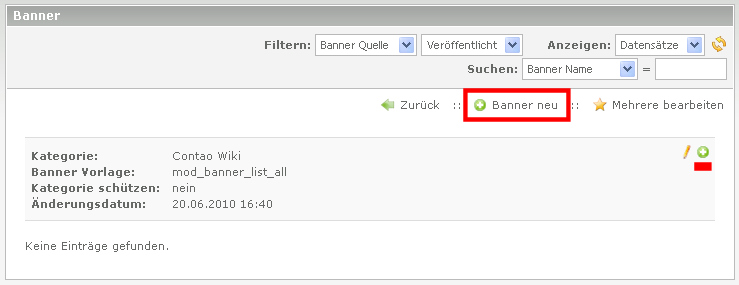 Banner
Filtern: Banner Quelle Veröffentlicht Anzeigen: Datensätze
Suchen: Banner Name =
Zurück :: Banner neu :: Mehrere bearbeiten
Kategorie: Contao Wiki
Banner Vorlage: mod_banner_list_all
Kategorie schützen: nein
Änderungsdatum: 20.06.2010 16:40
Keine Einträge gefunden.